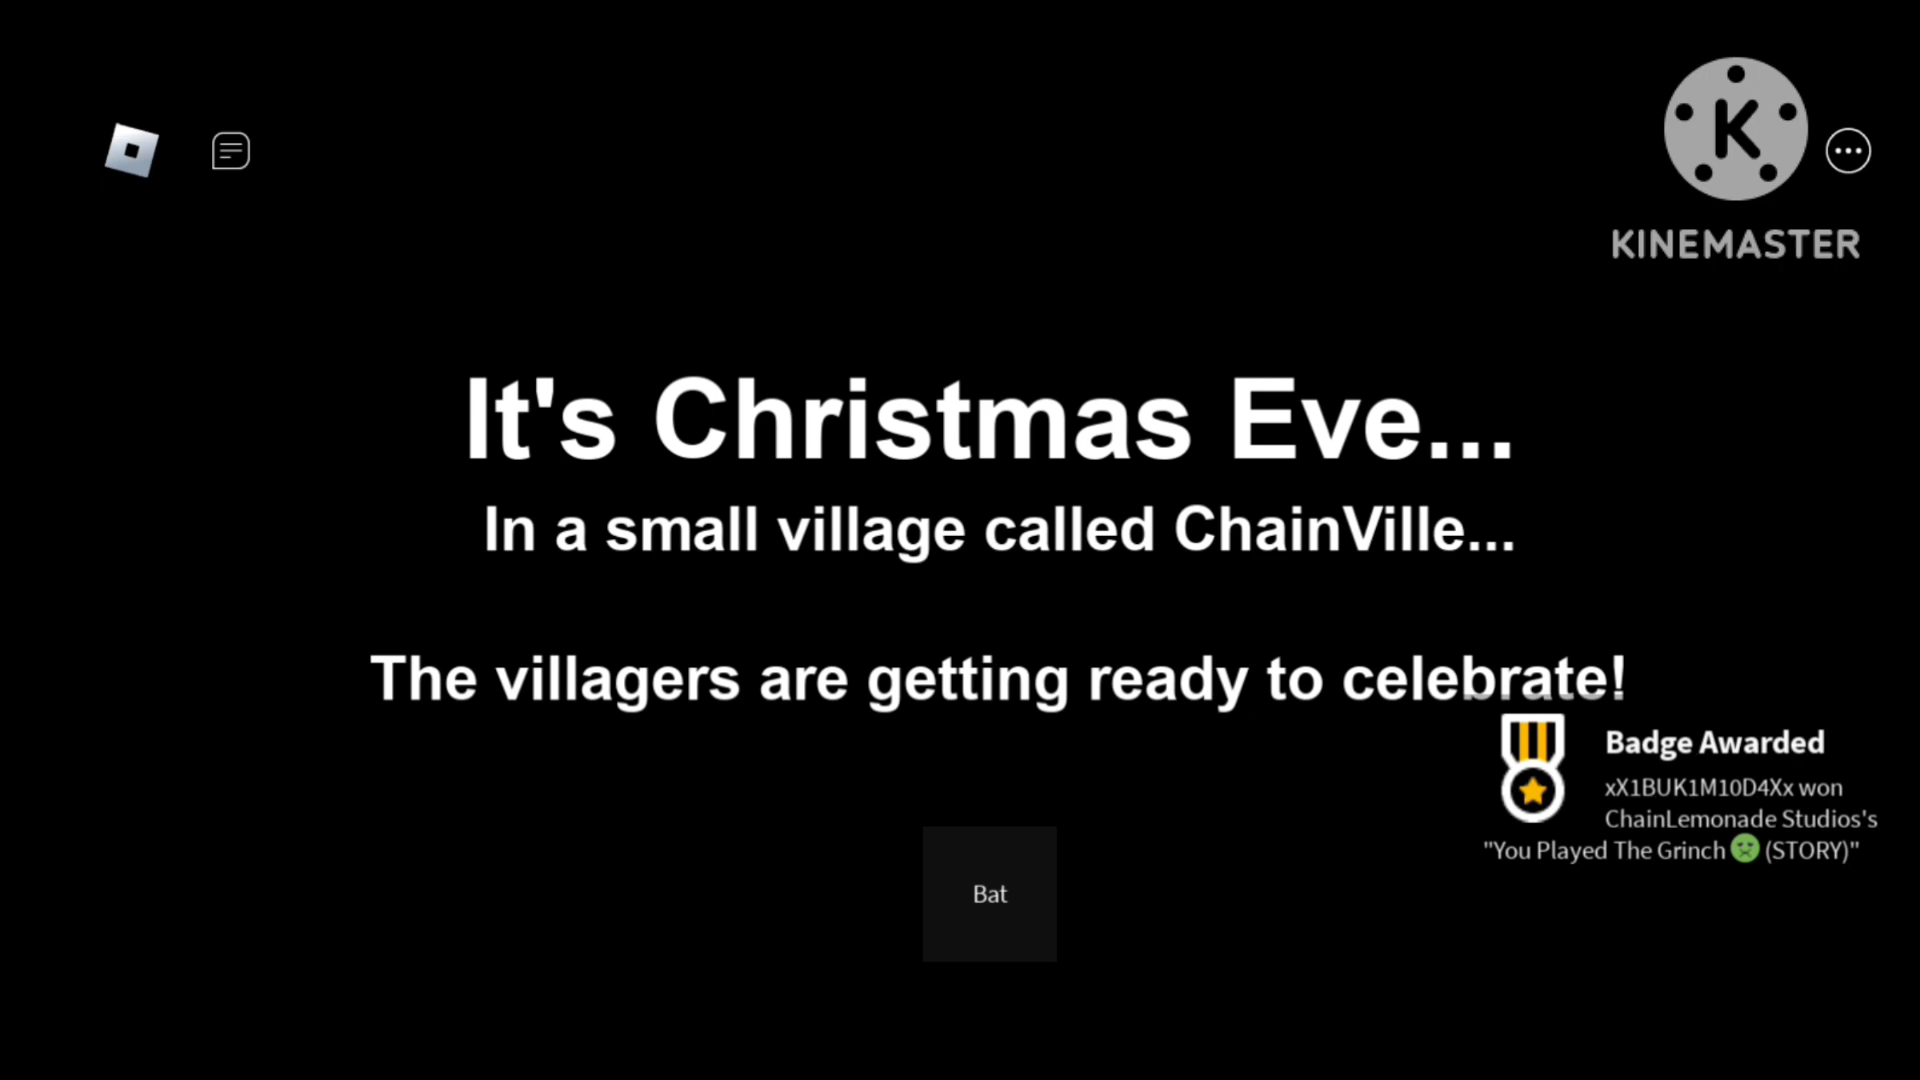 K
KINEMASTER
It's Christmas Eve...
In a small village called ChainVille...
The villagers are getting ready to celebrate!
Badge Awarded
xX1BUK1M10D4Xx won
ChainLemonade Studios's
"You Played The Grinch🤢(STORY)"
Bat